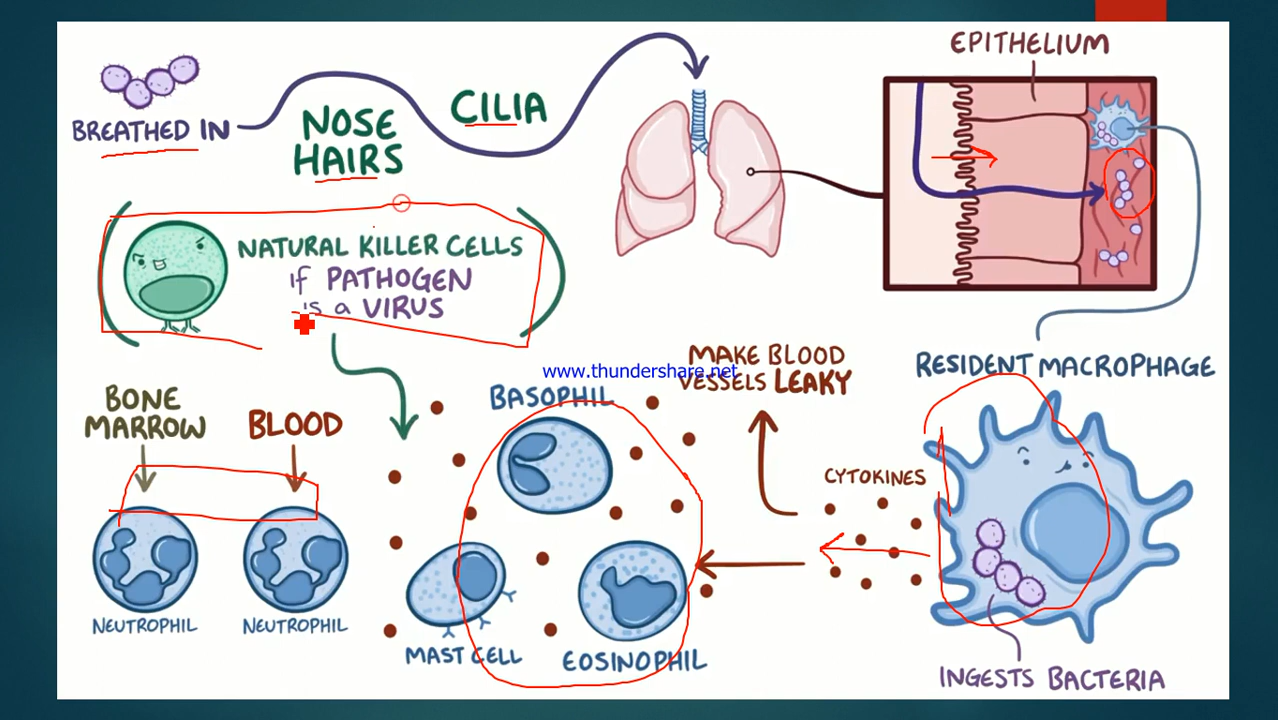 BREATHED IN
NOSE
HAIRS
CILIA
EPITHELIUM
NATURAL KILLER CELLS
if PATHOGEN
is a VIRUS
RESIDENT MACROPHAGE
MAKE BLOOD
VESSELS LEAKY
www.thundershare.net
BASOPHIL
BONE
MARROW
BLOOD
CYTOKINES
NEUTROPHIL
NEUTROPHIL
MAST CELL
EOSINOPHIL
INGESTS BACTERIA